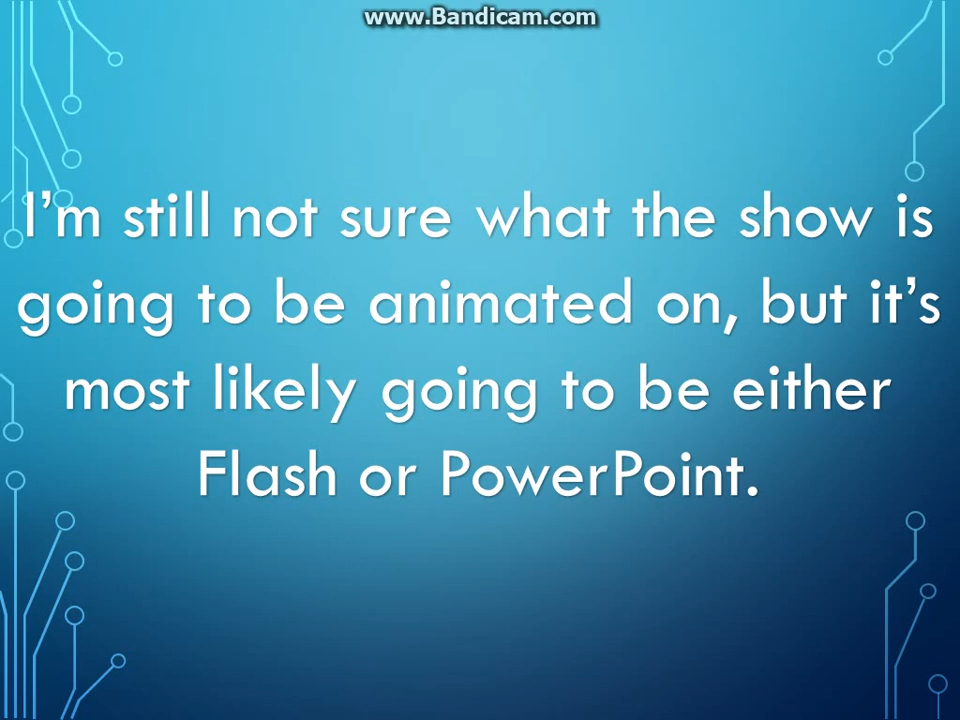 www.Bandicam.com
I’m still not sure what the show is
going to be animated on, but it’s
most likely going to be either
Flash or PowerPoint.